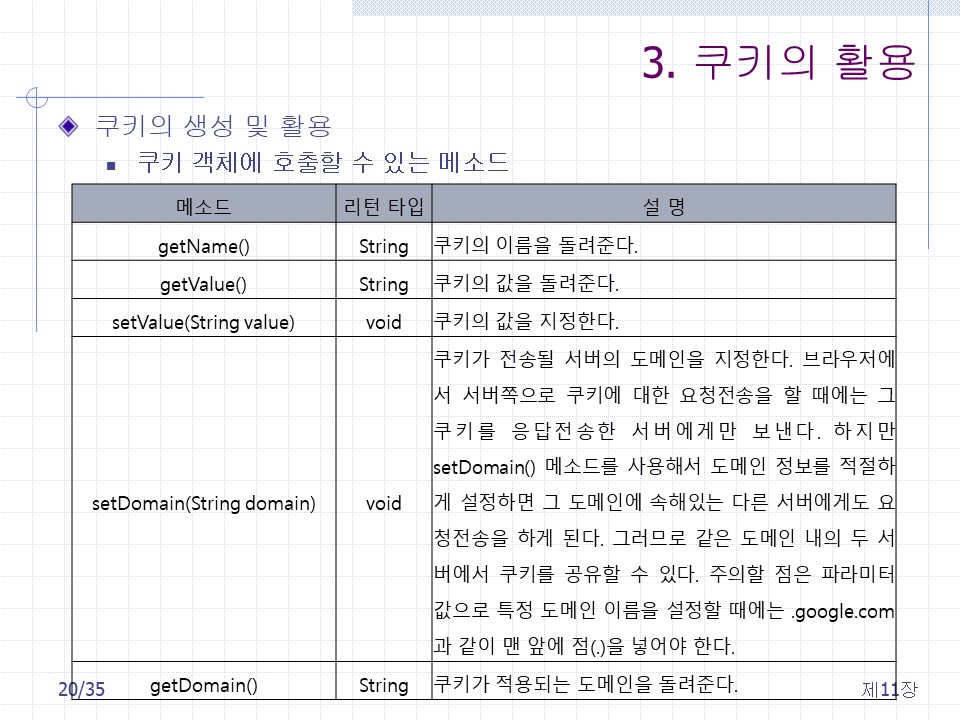 3. 쿠키의 활용
쿠키의 생성 및 활용
쿠키 객체에 호출할 수 있는 메소드
메소드 리턴 타입 설 명
getName() String 쿠키의 이름을 돌려준다.
getValue() String 쿠키의 값을 돌려준다.
setValue(String value) void 쿠키의 값을 지정한다.
setDomain(String domain) void
쿠키가 전송될 서버의 도메인을 지정한다. 브라우저에
서 서버쪽으로 쿠키에 대한 요청전송을 할 때에는 그
쿠키를 응답전송한 서버에게만 보낸다. 하지만
setDomain() 메소드를 사용해서 도메인 정보를 적절하
게 설정하면 그 도메인에 속해있는 다른 서버에게도 요
청전송을 하게 된다. 그러므로 같은 도메인 내의 두 서
버에서 쿠키를 공유할 수 있다. 주의할 점은 파라미터
값으로 특정 도메인 이름을 설정할 때에는 .google.com
과 같이 맨 앞에 점(.)을 넣어야 한다.
getDomain() String 쿠키가 적용되는 도메인을 돌려준다.
20/35
제11장